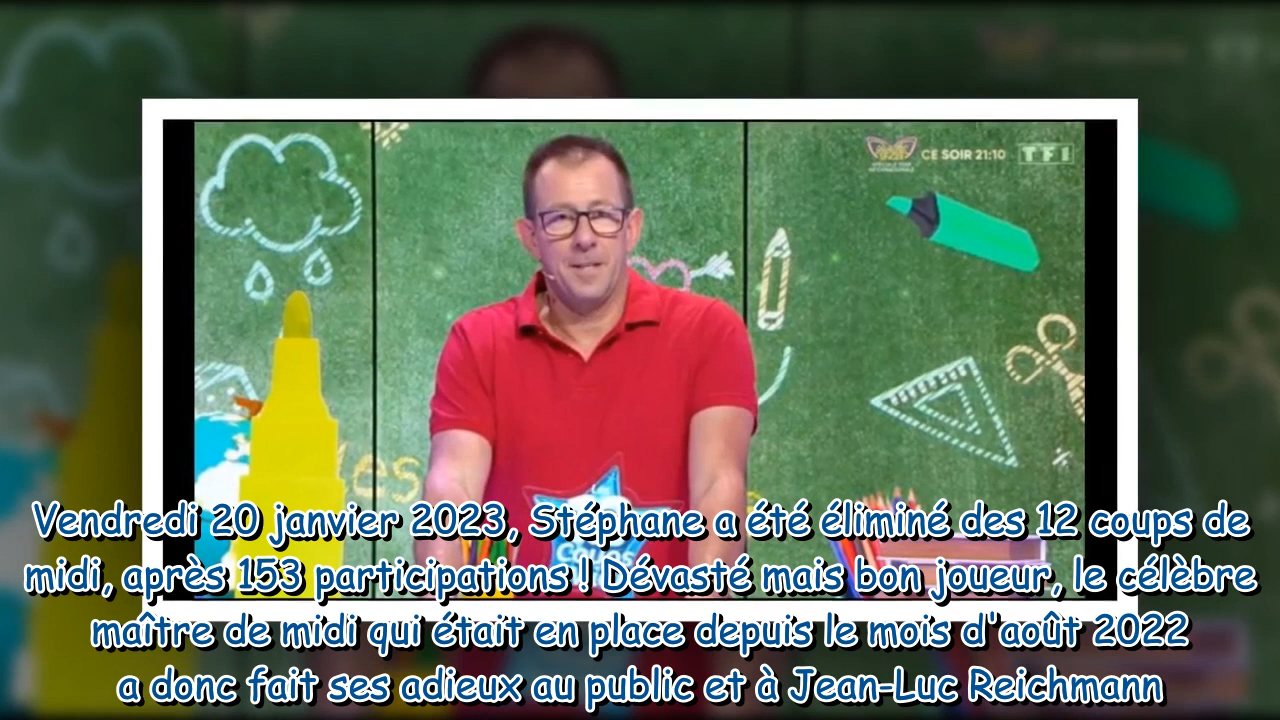 CE SOIR 21:10 TF1
Vendredi 20 janvier 2023, Stéphane a été éliminé des 12 coups de
midi, après 153 participations ! Dévasté mais bon joueur, le célèbre
maître de midi qui était en place depuis le mois d'août 2022
a donc fait ses adieux au public et à Jean-Luc Reichmann